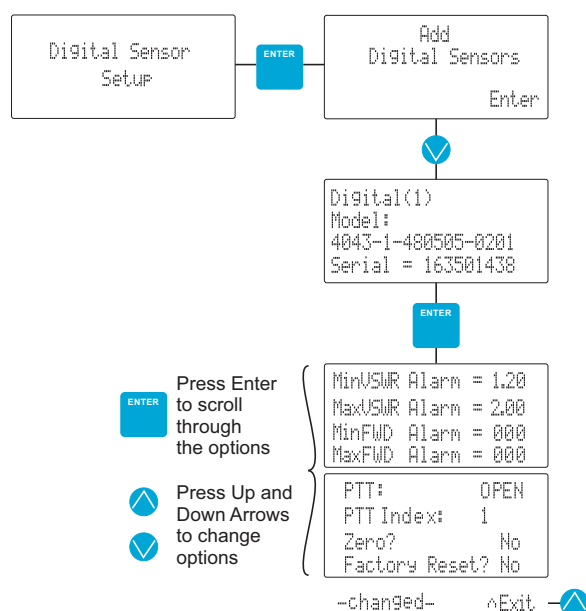 Digital Sensor
Setup
ENTER
Add
Digital Sensors
Enter
Digital(1)
Model:
4043-1-480505-0201
Serial = 163501438
ENTER
ENTER
Press Enter
to scroll
through
the options
Press Up and
Down Arrows
to change
options
MinVSWR Alarm = 1.20
MaxVSWR Alarm = 2.00
MinFWD Alarm = 000
MaxFWD Alarm = 000
PTT: OPEN
PTT Index: 1
Zero? No
Factory Reset? No
-changed- ^Exit